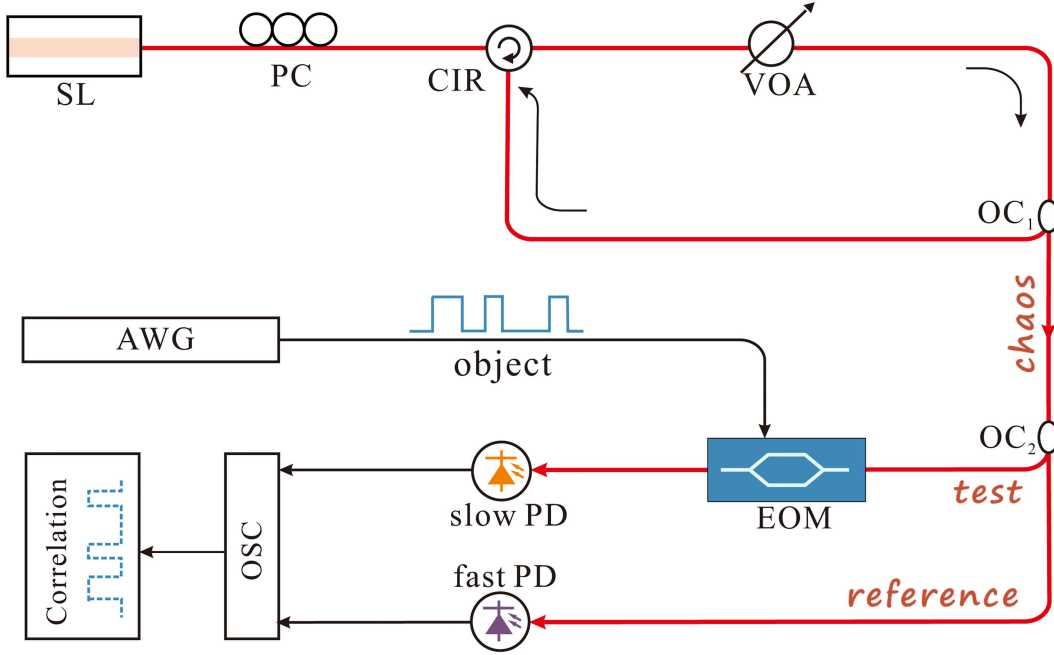 SL
PC
CIR
VOA
OC₁
chaos
AWG
object
OC₂
Correlation
OSC
slow PD
EOM
test
fast PD
reference